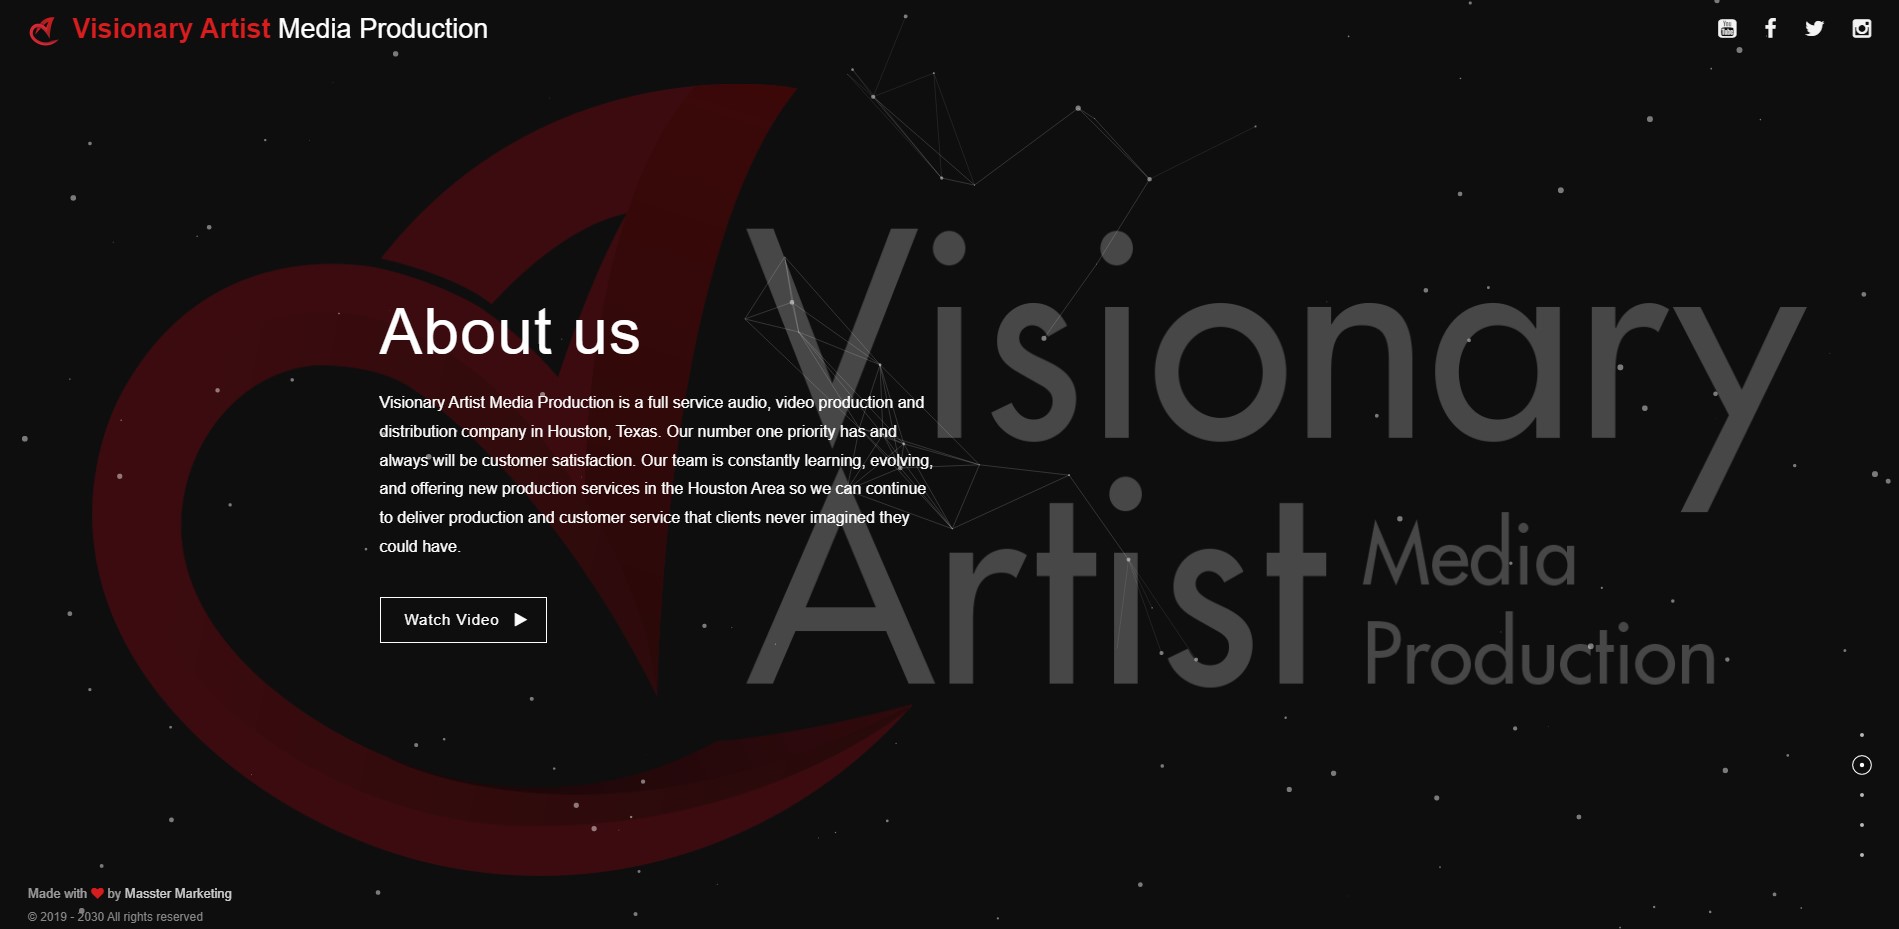 Visionary Artist Media Production
You
Tube
Visionary
Artist
Media
Production
About us
Visionary Artist Media Production is a full service audio, video production and
distribution company in Houston, Texas. Our number one priority has and
always will be customer satisfaction. Our team is constantly learning, evolving,
and offering new production services in the Houston Area so we can continue
to deliver production and customer service that clients never imagined they
could have.
Watch Video
Made with ❤ by Masster Marketing
© 2019 - 2030 All rights reserved